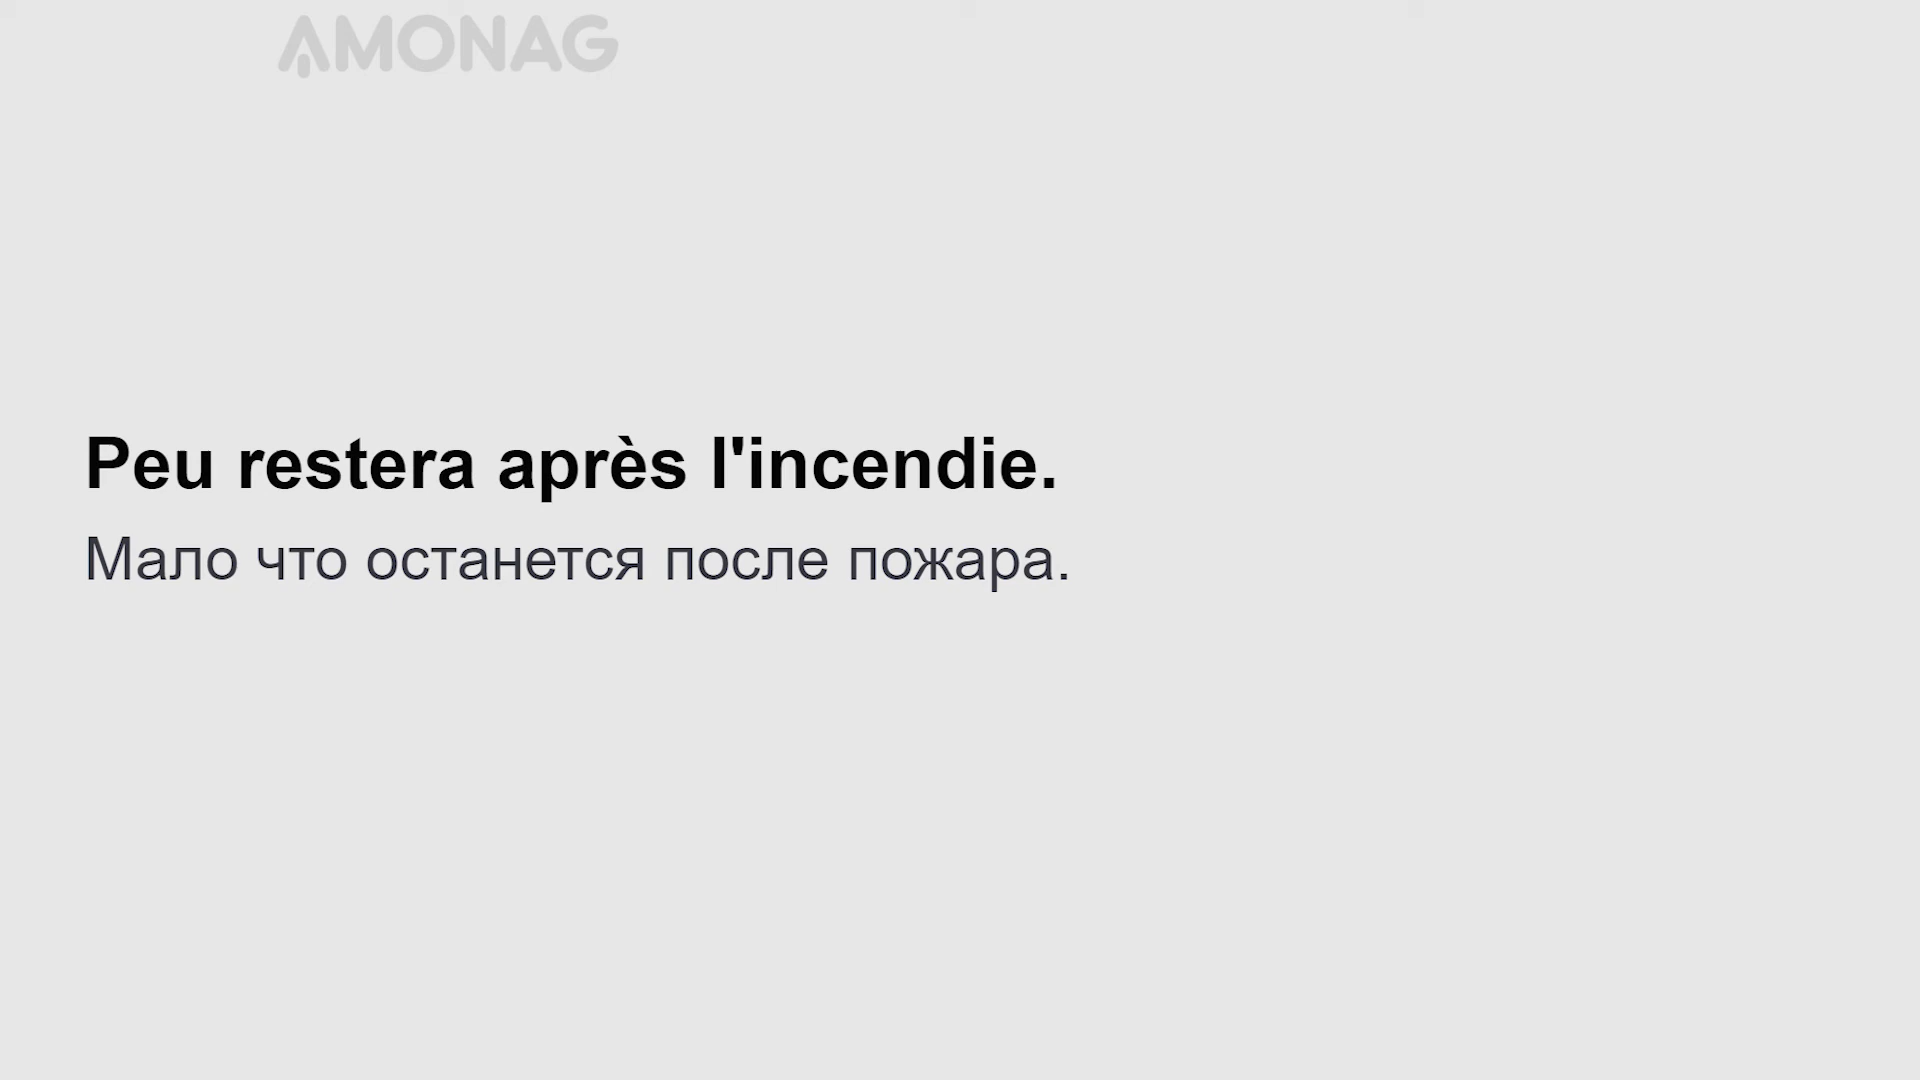 AMONAG
Peu restera après l'incendie.
Мало что останется после пожара.